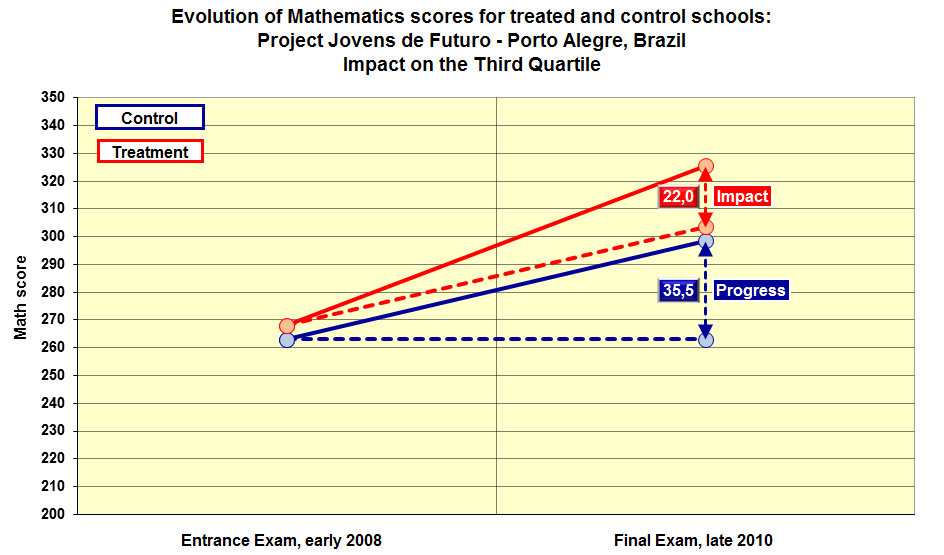 Evolution of Mathematics scores for treated and control schools:
Project Jovens de Futuro - Porto Alegre, Brazil
Impact on the Third Quartile
350
340
330
320
310
300
290
280
270
260
250
240
230
220
210
200
Math score
Control
Treatment
22,0 Impact
35,5 Progress
Entrance Exam, early 2008
Final Exam, late 2010